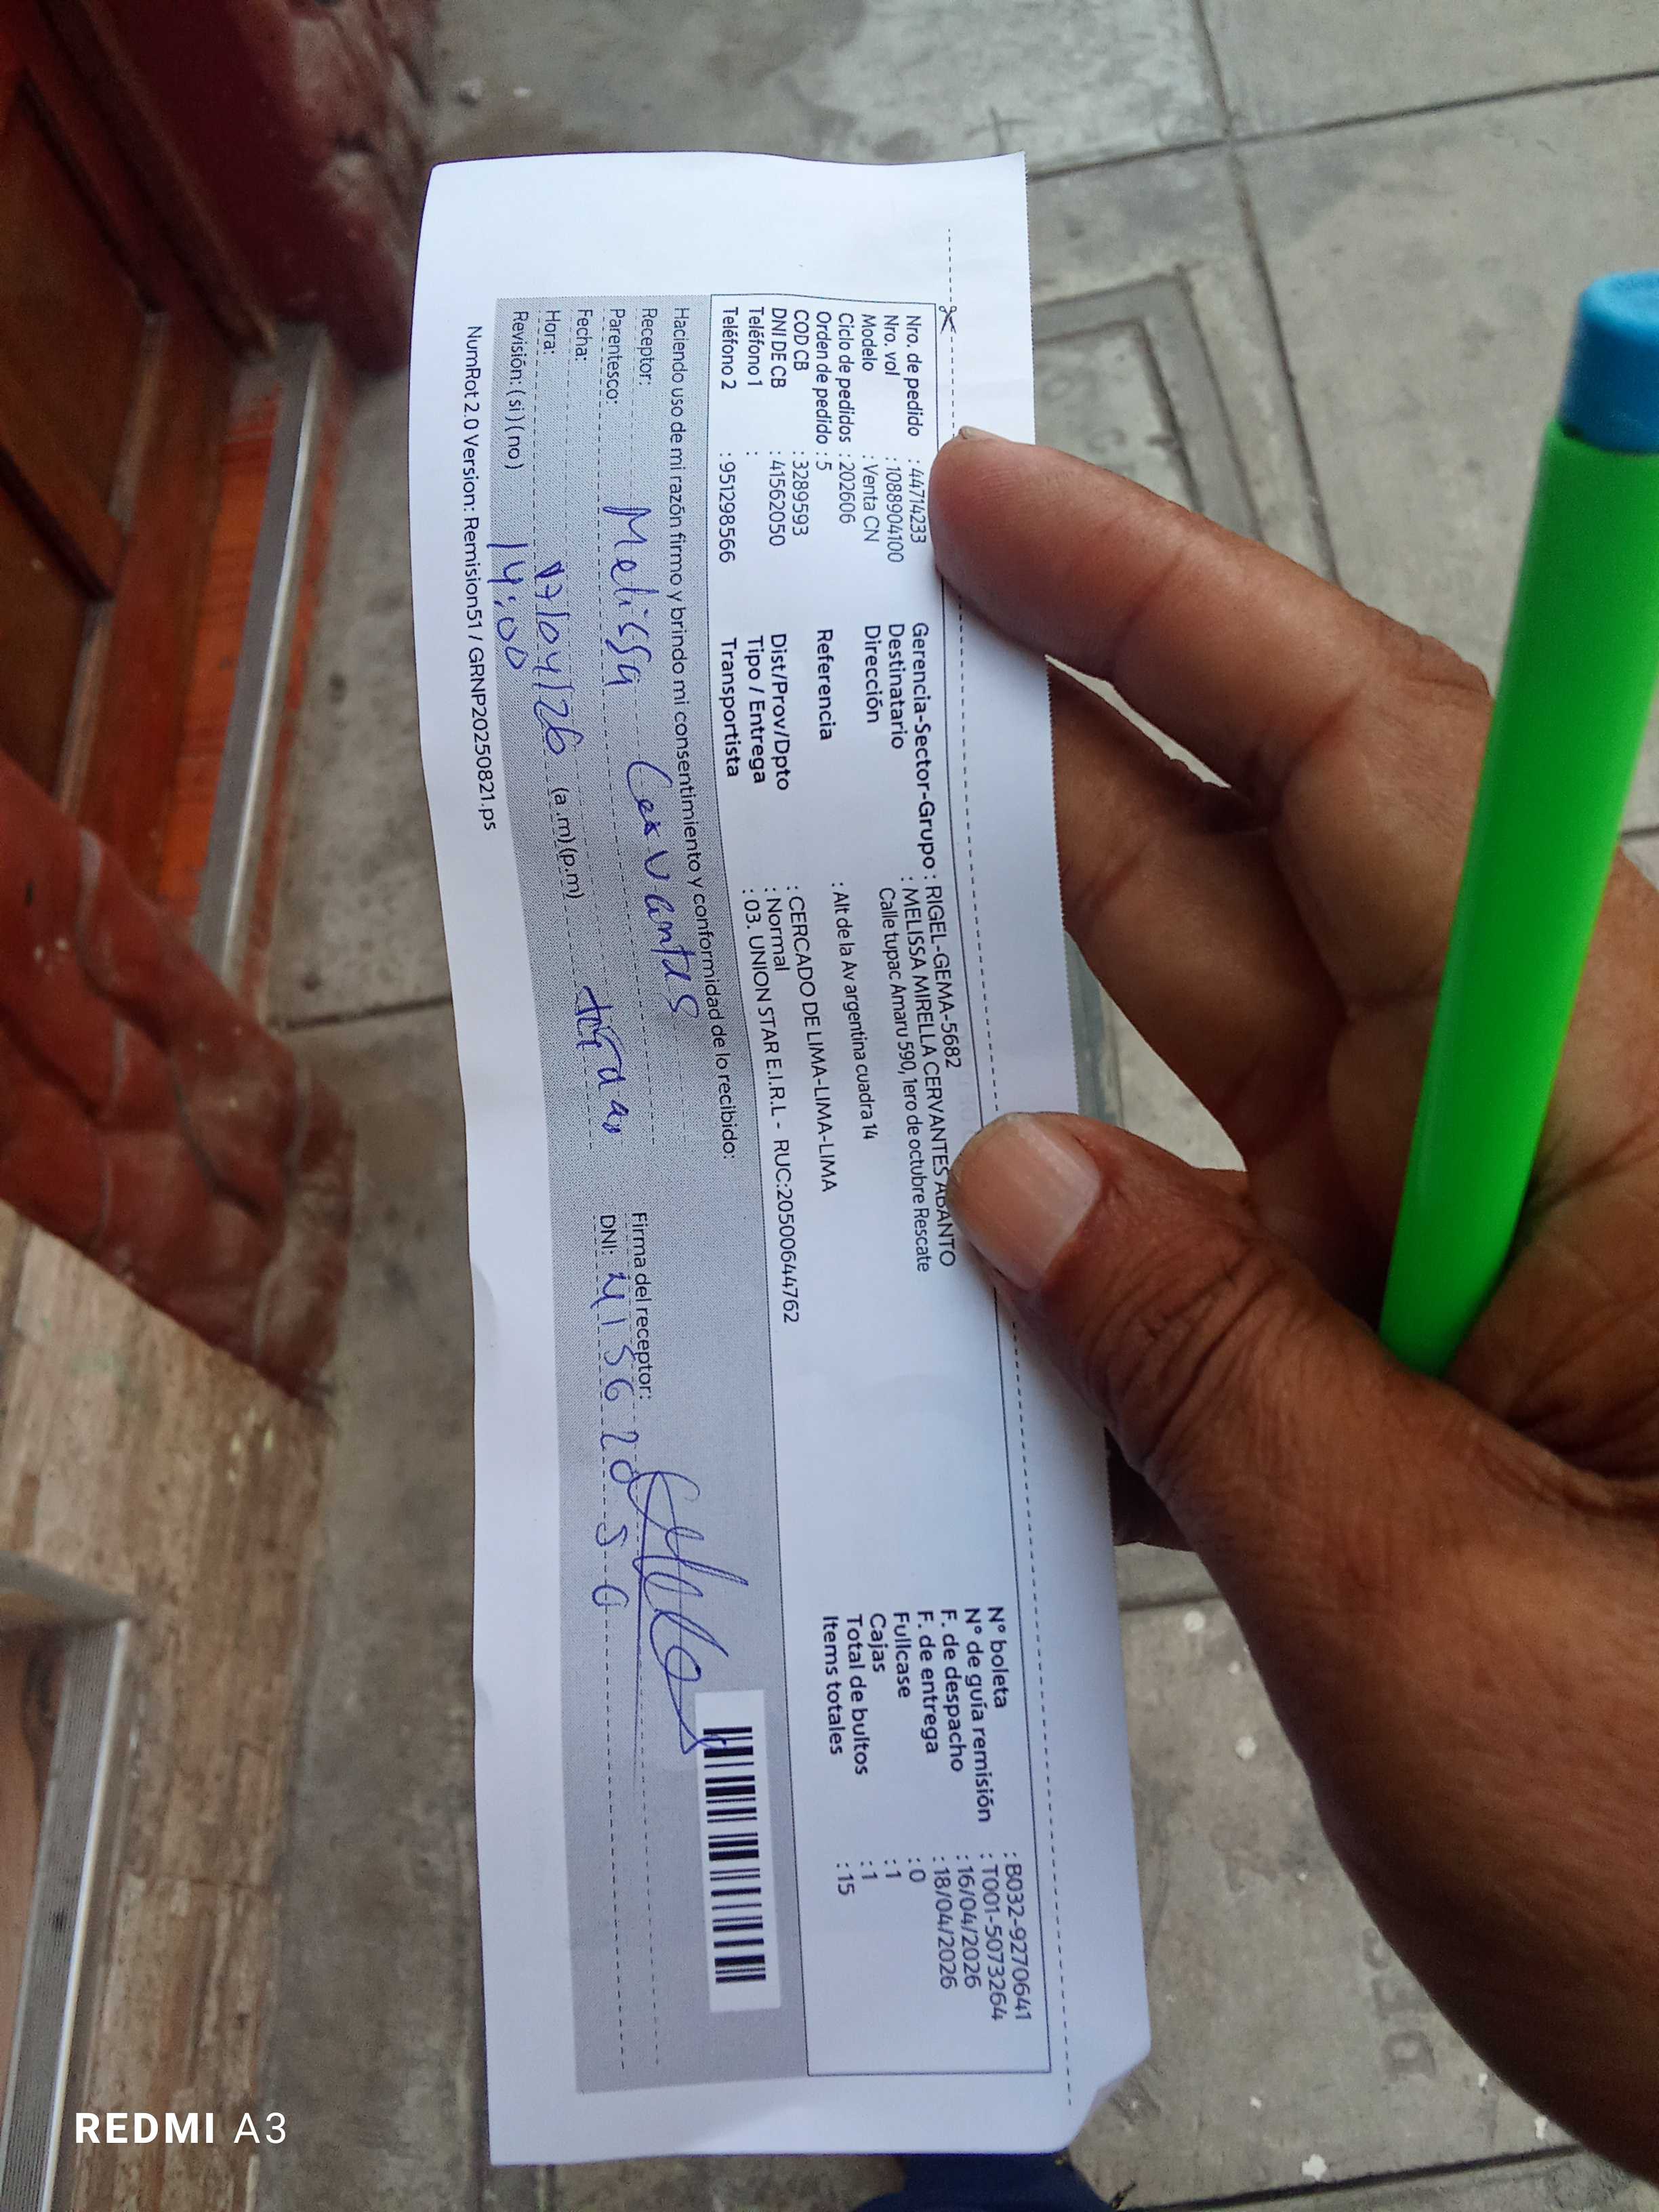 Nro. de pedido : 44714233
Nro. vol : 1088904100
Modelo : Venta CN
Ciclo de pedidos : 202606
Orden de pedido : 5
COD CB : 3289593
DNI DE CB : 41562050
Teléfono 1 :
Teléfono 2 : 951298566
Gerencia-Sector-Grupo : RIGEL-GEMA-5682
Destinatario : MELISSA MIRELLA CERVANTES ABANTO
Dirección Calle tupac Amaru 590, 1ero de octubre Rescate
Referencia : Alt de la Av argentina cuadra 14
Dist/Prov/Dpto : CERCADO DE LIMA-LIMA-LIMA
Tipo / Entrega : Normal
Transportista : 03. UNION STAR E.I.R.L - RUC:20500644762
N° boleta : B032-9270641
N° de guía remisión : T001-5073264
F. de despacho : 16/04/2026
F. de entrega : 18/04/2026
Fullcase : 0
Cajas : 1
Total de bultos : 1
Items totales : 15
Haciendo uso de mi razón firmo y brindo mi consentimiento y conformidad de lo recibido:
Receptor: Melissa Cervantes
Firma del receptor:
Parentesco:
DNI: 41562050
Fecha: 17/04/26
Hora: 14:00 (a.m) (p.m)
Revisión: (si) (no)
NumRot 2.0 Version: Remision51 / GRNP20250821.ps
REDMI A3